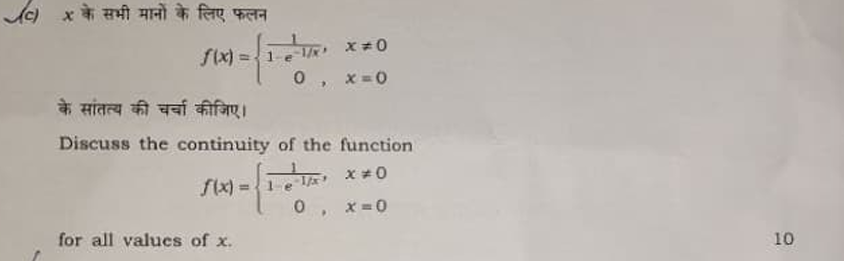 (c) x के सभी मानों के लिए फलन
f(x) = { 1/(1-e^{-1/x}), x ≠ 0
0 , x = 0
के सांतत्य की चर्चा कीजिए।
Discuss the continuity of the function
f(x) = { 1/(1-e^{-1/x}), x ≠ 0
0 , x = 0
for all values of x. 10